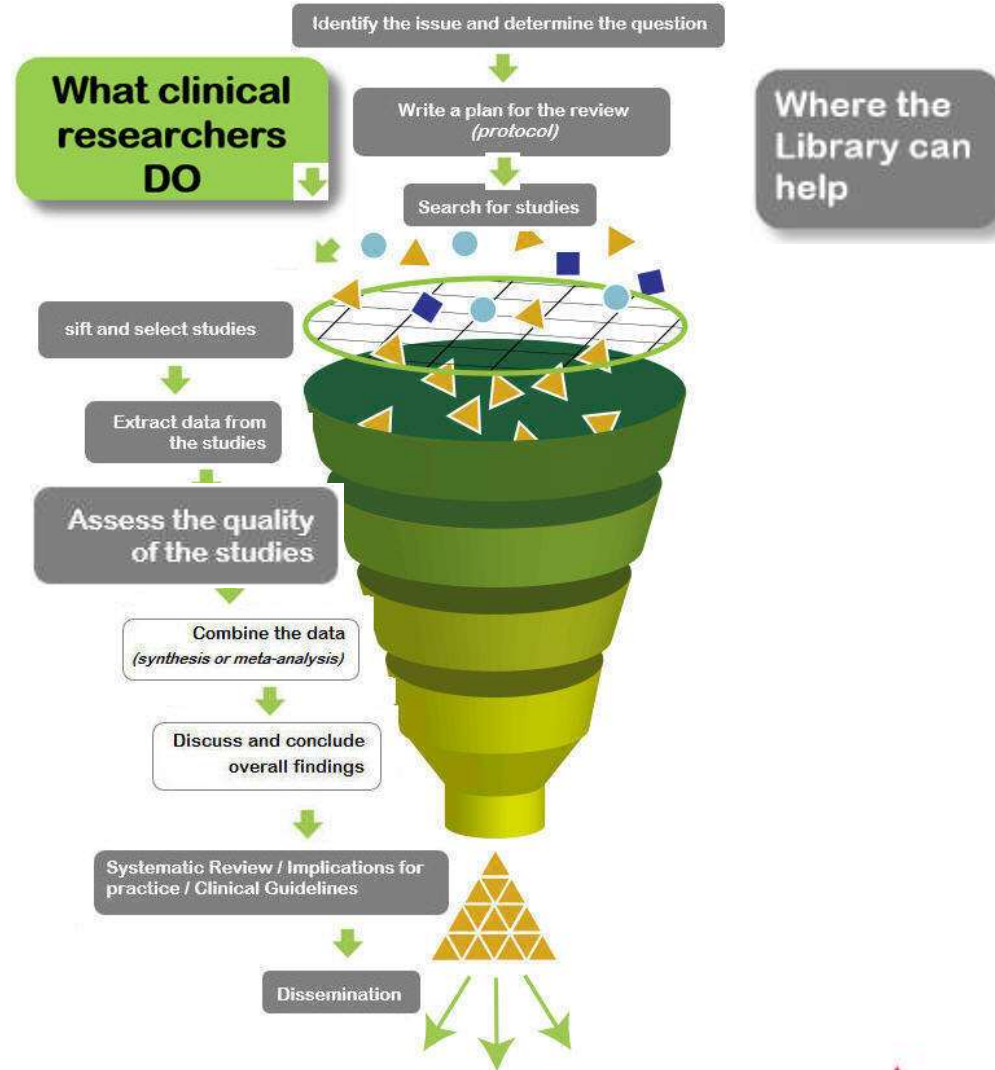 Identify the issue and determine the question
What clinical
researchers
DO
Where the
Library can
help
Write a plan for the review
(protocol)
Search for studies
sift and select studies
Extract data from
the studies
Assess the quality
of the studies
Combine the data
(synthesis or meta-analysis)
Discuss and conclude
overall findings
Systematic Review / Implications for
practice / Clinical Guidelines
Dissemination